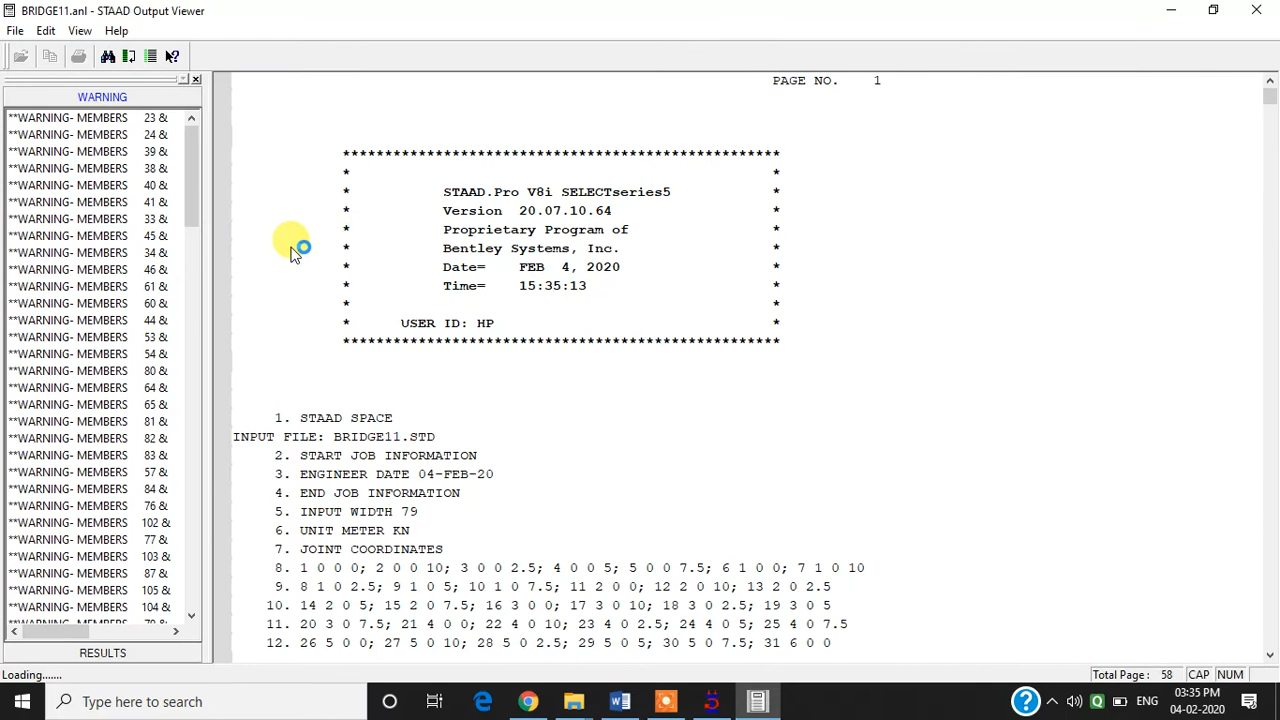 BRIDGE11.anl - STAAD Output Viewer
File Edit View Help
WARNING
**WARNING- MEMBERS 23 &
**WARNING- MEMBERS 24 &
**WARNING- MEMBERS 39 &
**WARNING- MEMBERS 38 &
**WARNING- MEMBERS 40 &
**WARNING- MEMBERS 41 &
**WARNING- MEMBERS 33 &
**WARNING- MEMBERS 45 &
**WARNING- MEMBERS 34 &
**WARNING- MEMBERS 46 &
**WARNING- MEMBERS 61 &
**WARNING- MEMBERS 60 &
**WARNING- MEMBERS 44 &
**WARNING- MEMBERS 53 &
**WARNING- MEMBERS 54 &
**WARNING- MEMBERS 80 &
**WARNING- MEMBERS 64 &
**WARNING- MEMBERS 65 &
**WARNING- MEMBERS 81 &
**WARNING- MEMBERS 82 &
**WARNING- MEMBERS 83 &
**WARNING- MEMBERS 57 &
**WARNING- MEMBERS 84 &
**WARNING- MEMBERS 76 &
**WARNING- MEMBERS 102 &
**WARNING- MEMBERS 77 &
**WARNING- MEMBERS 103 &
**WARNING- MEMBERS 87 &
**WARNING- MEMBERS 105 &
**WARNING- MEMBERS 104 &
RESULTS
PAGE NO. 1
****************************************************
* *
* STAAD.Pro V8i SELECTseries5 *
* Version 20.07.10.64 *
* Proprietary Program of *
* Bentley Systems, Inc. *
* Date= FEB 4, 2020 *
* Time= 15:35:13 *
* *
* USER ID: HP *
****************************************************
1. STAAD SPACE
INPUT FILE: BRIDGE11.STD
2. START JOB INFORMATION
3. ENGINEER DATE 04-FEB-20
4. END JOB INFORMATION
5. INPUT WIDTH 79
6. UNIT METER KN
7. JOINT COORDINATES
8. 1 0 0 0; 2 0 0 10; 3 0 0 2.5; 4 0 0 5; 5 0 0 7.5; 6 1 0 0; 7 1 0 10
9. 8 1 0 2.5; 9 1 0 5; 10 1 0 7.5; 11 2 0 0; 12 2 0 10; 13 2 0 2.5
10. 14 2 0 5; 15 2 0 7.5; 16 3 0 0; 17 3 0 10; 18 3 0 2.5; 19 3 0 5
11. 20 3 0 7.5; 21 4 0 0; 22 4 0 10; 23 4 0 2.5; 24 4 0 5; 25 4 0 7.5
12. 26 5 0 0; 27 5 0 10; 28 5 0 2.5; 29 5 0 5; 30 5 0 7.5; 31 6 0 0
Loading...... Total Page: 58 CAP NUM
Type here to search
ENG
03:35 PM
04-02-2020